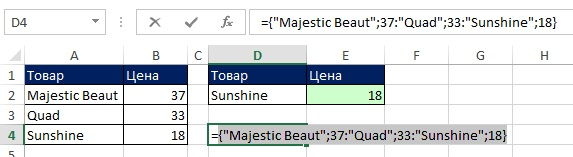 D4 fx ={"Majestic Beaut";37:"Quad";33:"Sunshine";18}
A B C D E F G H
1 Товар Цена Товар Цена
2 Majestic Beaut 37 Sunshine 18
3 Quad 33
4 Sunshine 18 ={"Majestic Beaut";37:"Quad";33:"Sunshine";18}
5